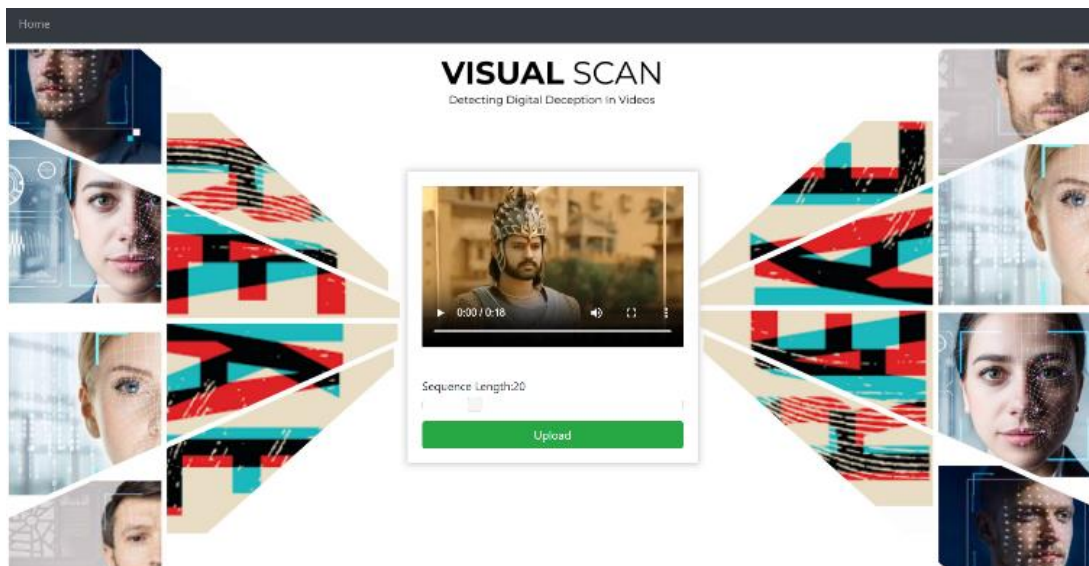 Home
VISUAL SCAN
Detecting Digital Deception In Videos
0:00 / 0:18
Sequence Length:20
Upload